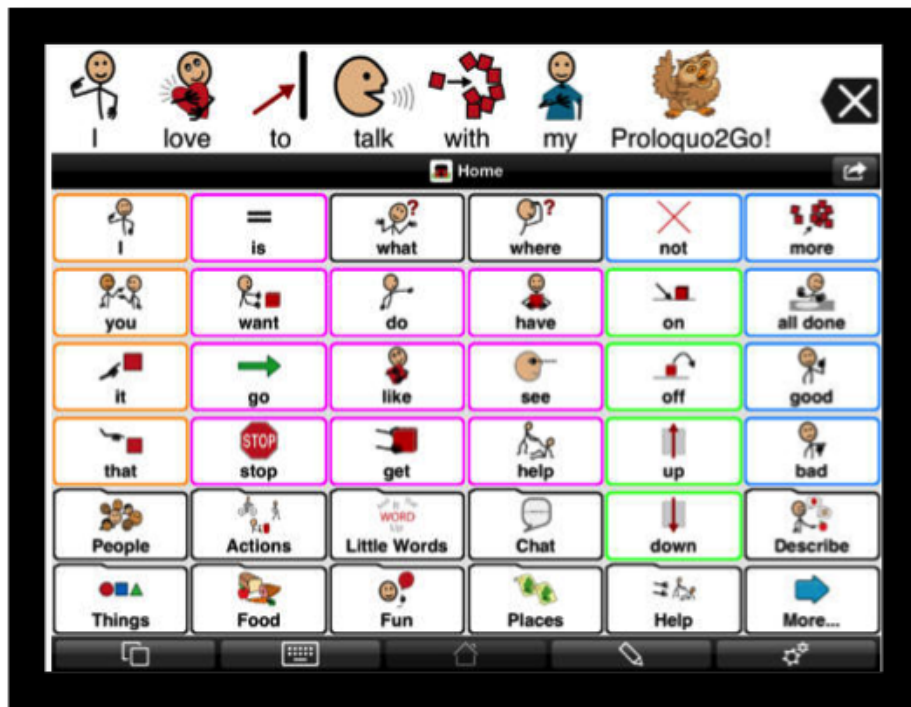 I love to talk with my Proloquo2Go!
Home
I is what where not more
you want do have on all done
it go like see off good
STOP
that stop get help up bad
WORD
People Actions Little Words Chat down Describe
Things Food Fun Places Help More...